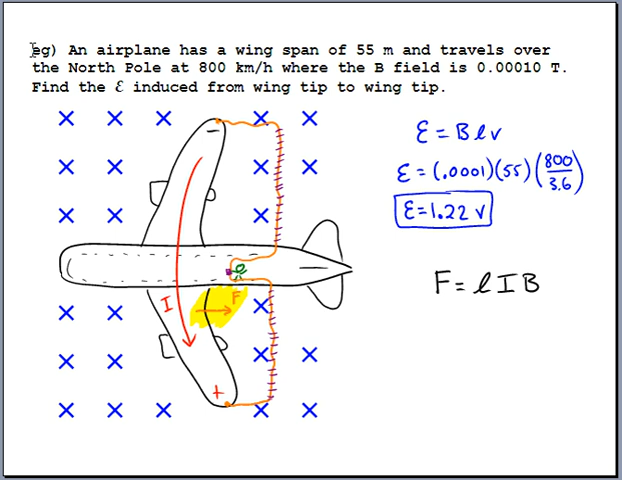 eg) An airplane has a wing span of 55 m and travels over
the North Pole at 800 km/h where the B field is 0.00010 T.
Find the ℰ induced from wing tip to wing tip.
ℰ = Blv
ℰ = (.0001)(55)(800/3.6)
ℰ = 1.22 V
F = lIB
−
e
I
F
+